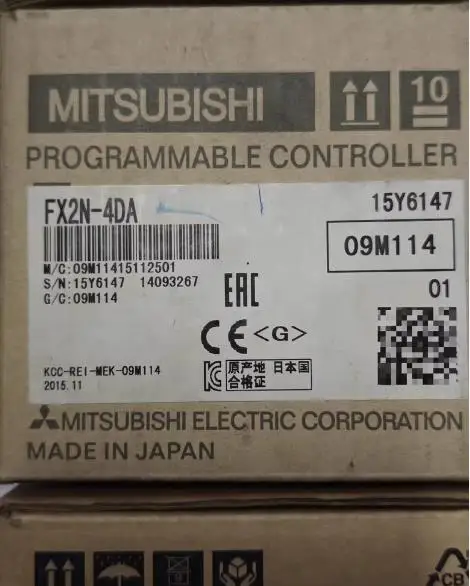 MITSUBISHI
10
PROGRAMMABLE CONTROLLER
FX2N-4DA
15Y6147
M/C:09M11415112501
09M114
S/N:15Y6147 14093267
G/C:09M114
EAC
01
CE <G>
KCC-REI-MEK-09M114
2015.11
原产地 日本国
合格证
MITSUBISHI ELECTRIC CORPORATION
MADE IN JAPAN